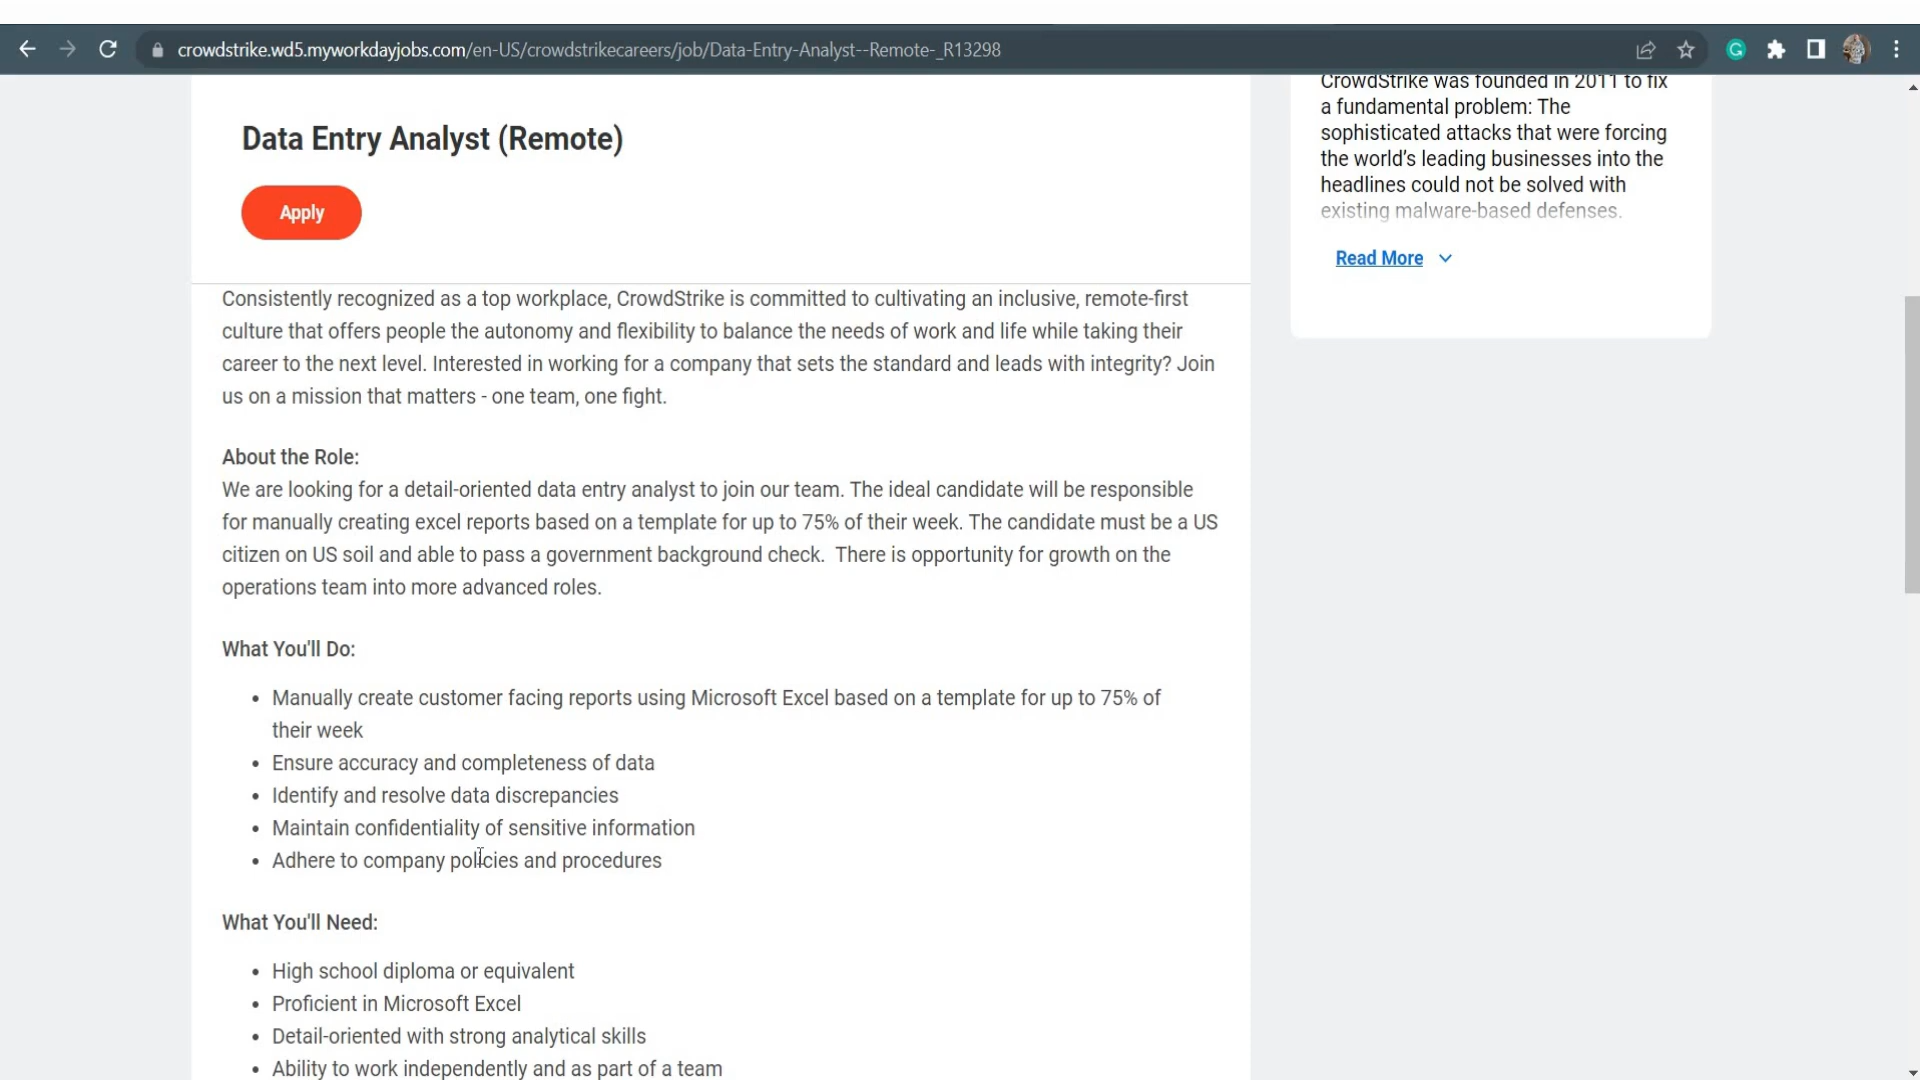 crowdstrike.wd5.myworkdayjobs.com/en-US/crowdstrikecareers/job/Data-Entry-Analyst--Remote-_R13298
Data Entry Analyst (Remote)
Apply
Consistently recognized as a top workplace, CrowdStrike is committed to cultivating an inclusive, remote-first
culture that offers people the autonomy and flexibility to balance the needs of work and life while taking their
career to the next level. Interested in working for a company that sets the standard and leads with integrity? Join
us on a mission that matters - one team, one fight.
About the Role:
We are looking for a detail-oriented data entry analyst to join our team. The ideal candidate will be responsible
for manually creating excel reports based on a template for up to 75% of their week. The candidate must be a US
citizen on US soil and able to pass a government background check.  There is opportunity for growth on the
operations team into more advanced roles.
What You'll Do:
• Manually create customer facing reports using Microsoft Excel based on a template for up to 75% of
their week
• Ensure accuracy and completeness of data
• Identify and resolve data discrepancies
• Maintain confidentiality of sensitive information
• Adhere to company policies and procedures
What You'll Need:
• High school diploma or equivalent
• Proficient in Microsoft Excel
• Detail-oriented with strong analytical skills
• Ability to work independently and as part of a team
CrowdStrike was founded in 2011 to fix
a fundamental problem: The
sophisticated attacks that were forcing
the world’s leading businesses into the
headlines could not be solved with
existing malware-based defenses.
Read More